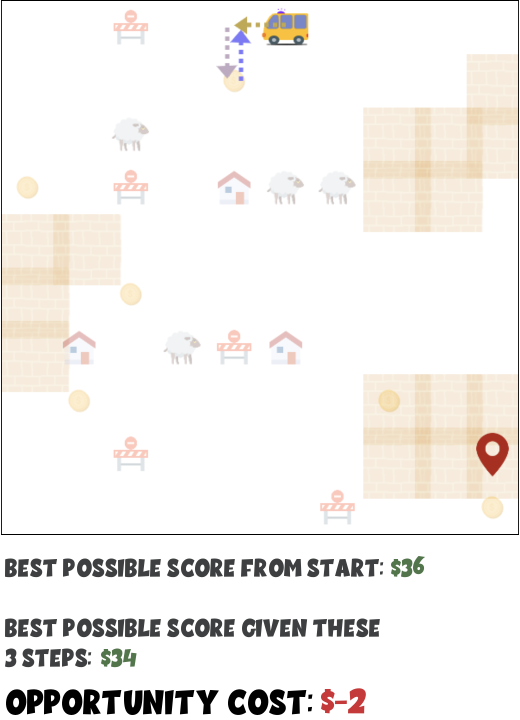 BEST POSSIBLE SCORE FROM START: $36
BEST POSSIBLE SCORE GIVEN THESE
3 STEPS: $34
OPPORTUNITY COST: $-2